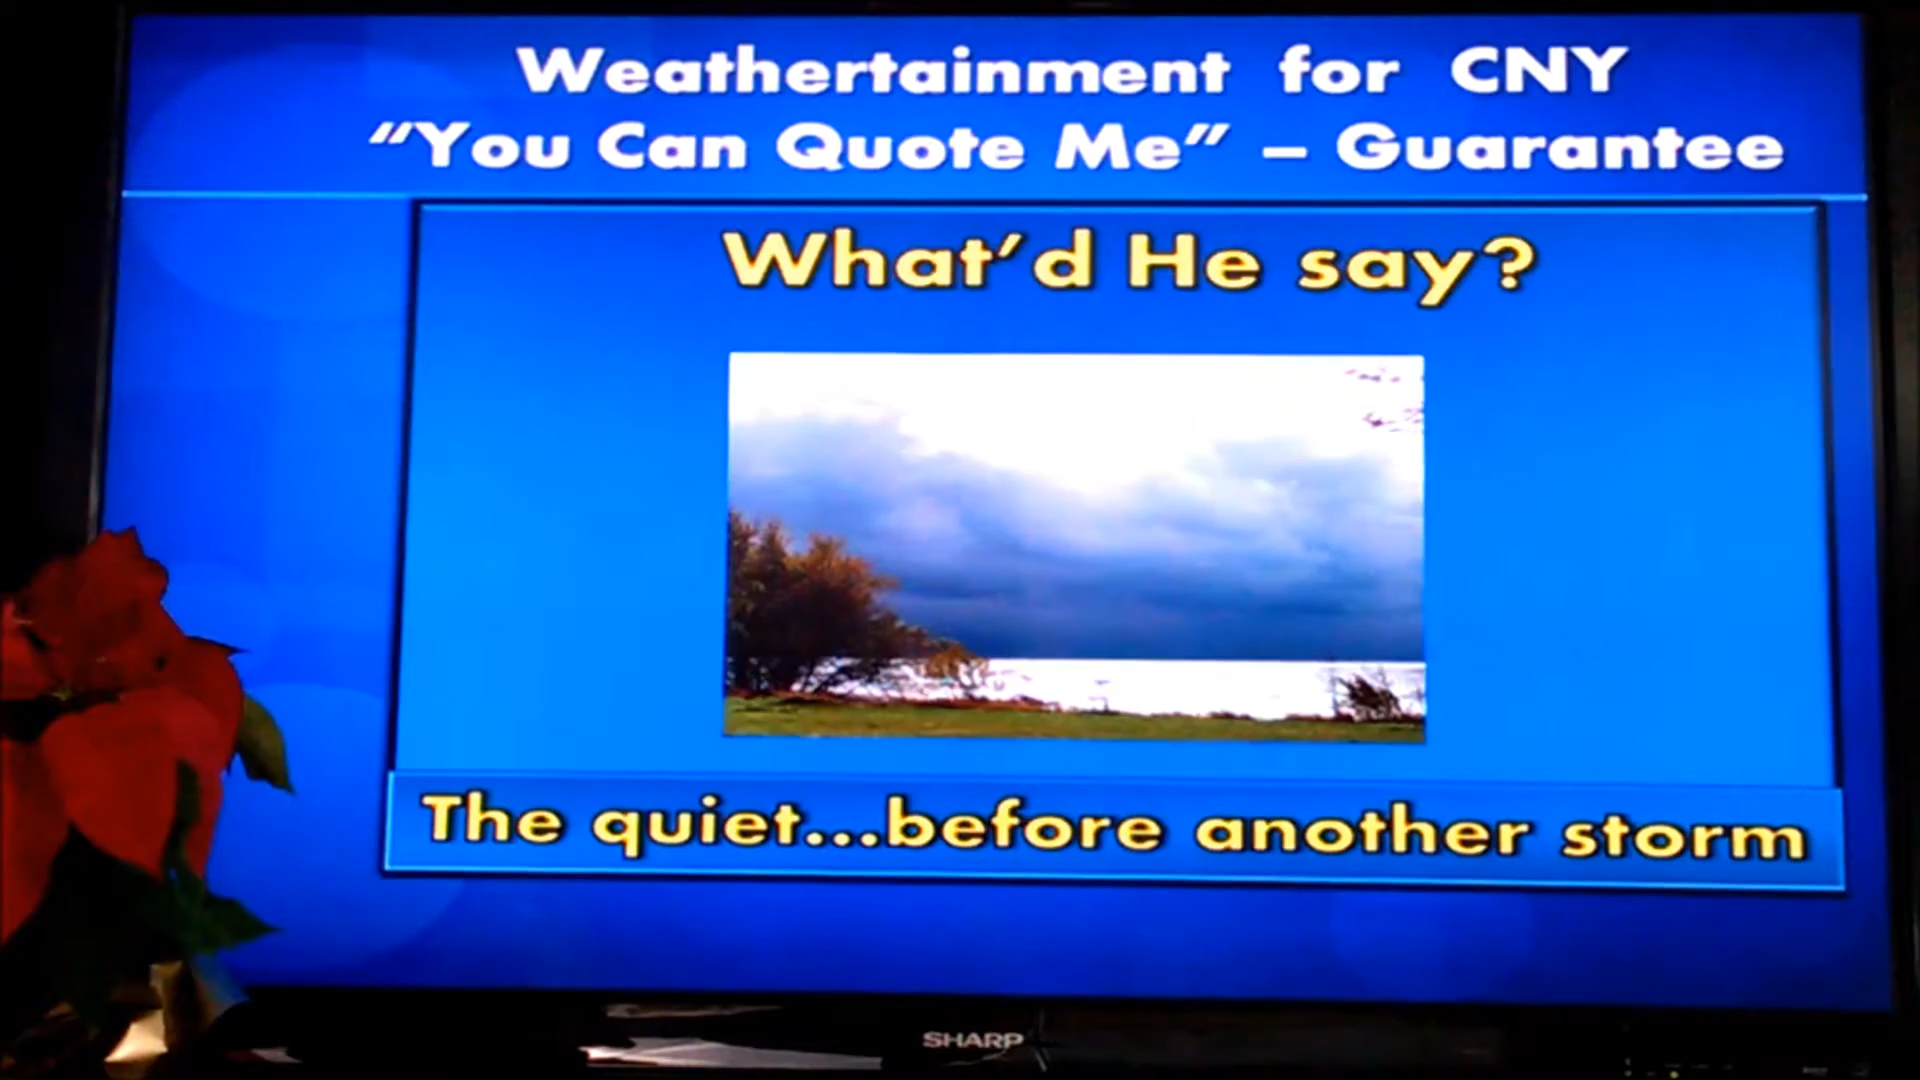 Weathertainment for CNY
“You Can Quote Me” – Guarantee
What’d He say?
The quiet...before another storm
SHARP